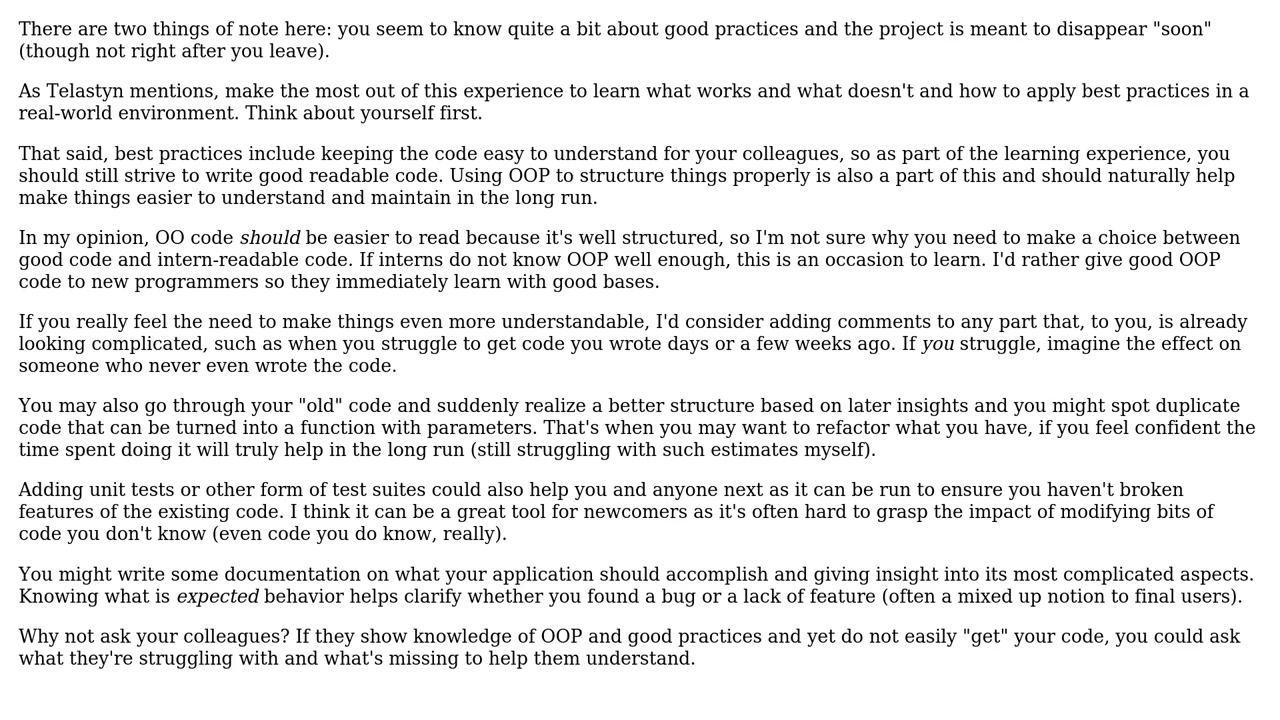 There are two things of note here: you seem to know quite a bit about good practices and the project is meant to disappear "soon"
(though not right after you leave).
As Telastyn mentions, make the most out of this experience to learn what works and what doesn't and how to apply best practices in a
real-world environment. Think about yourself first.
That said, best practices include keeping the code easy to understand for your colleagues, so as part of the learning experience, you
should still strive to write good readable code. Using OOP to structure things properly is also a part of this and should naturally help
make things easier to understand and maintain in the long run.
In my opinion, OO code should be easier to read because it's well structured, so I'm not sure why you need to make a choice between
good code and intern-readable code. If interns do not know OOP well enough, this is an occasion to learn. I'd rather give good OOP
code to new programmers so they immediately learn with good bases.
If you really feel the need to make things even more understandable, I'd consider adding comments to any part that, to you, is already
looking complicated, such as when you struggle to get code you wrote days or a few weeks ago. If you struggle, imagine the effect on
someone who never even wrote the code.
You may also go through your "old" code and suddenly realize a better structure based on later insights and you might spot duplicate
code that can be turned into a function with parameters. That's when you may want to refactor what you have, if you feel confident the
time spent doing it will truly help in the long run (still struggling with such estimates myself).
Adding unit tests or other form of test suites could also help you and anyone next as it can be run to ensure you haven't broken
features of the existing code. I think it can be a great tool for newcomers as it's often hard to grasp the impact of modifying bits of
code you don't know (even code you do know, really).
You might write some documentation on what your application should accomplish and giving insight into its most complicated aspects.
Knowing what is expected behavior helps clarify whether you found a bug or a lack of feature (often a mixed up notion to final users).
Why not ask your colleagues? If they show knowledge of OOP and good practices and yet do not easily "get" your code, you could ask
what they're struggling with and what's missing to help them understand.